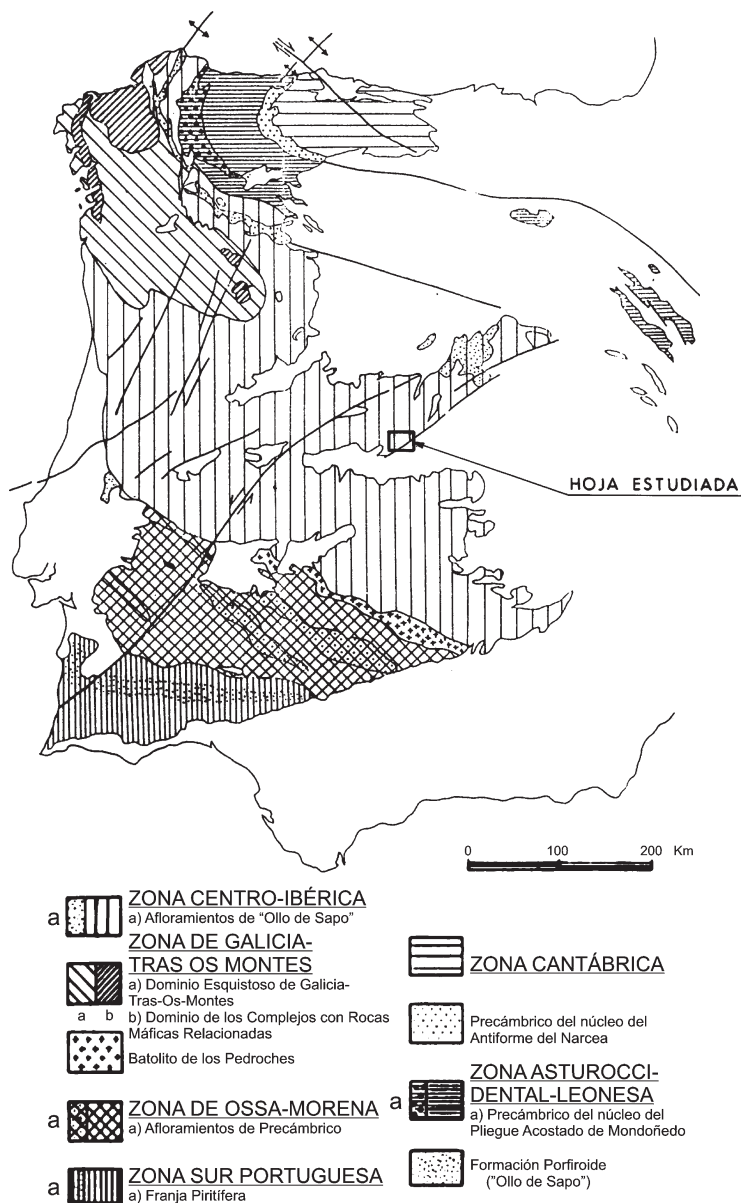 HOJA ESTUDIADA
0 100 200 Km
a
ZONA CENTRO-IBÉRICA
a) Afloramientos de "Ollo de Sapo"
ZONA DE GALICIA-
TRAS OS MONTES
a) Dominio Esquistoso de Galicia-
Tras-Os-Montes
a b
b) Dominio de los Complejos con Rocas
Máficas Relacionadas
Batolito de los Pedroches
a
ZONA DE OSSA-MORENA
a) Afloramientos de Precámbrico
a
ZONA SUR PORTUGUESA
a) Franja Piritífera
ZONA CANTÁBRICA
Precámbrico del núcleo del
Antiforme del Narcea
a
ZONA ASTUROCCI-
DENTAL-LEONESA
a) Precámbrico del núcleo del
Pliegue Acostado de Mondoñedo
Formación Porfiroide
("Ollo de Sapo")